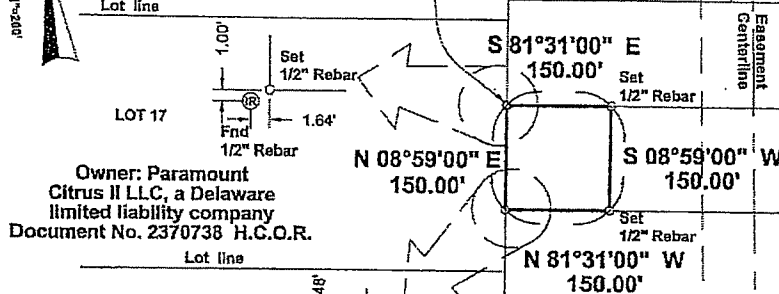 1"=200'
Lot line
1.00'
Set
1/2" Rebar
LOT 17
Fnd
1/2" Rebar
1.64'
Owner: Paramount
Citrus II LLC, a Delaware
limited liability company
Document No. 2370738 H.C.O.R.
Lot line
48'
S 81°31'00" E
150.00'
Set
1/2" Rebar
N 08°59'00" E
150.00'
S 08°59'00" W
150.00'
Set
1/2" Rebar
N 81°31'00" W
150.00'
Easement
Centerline